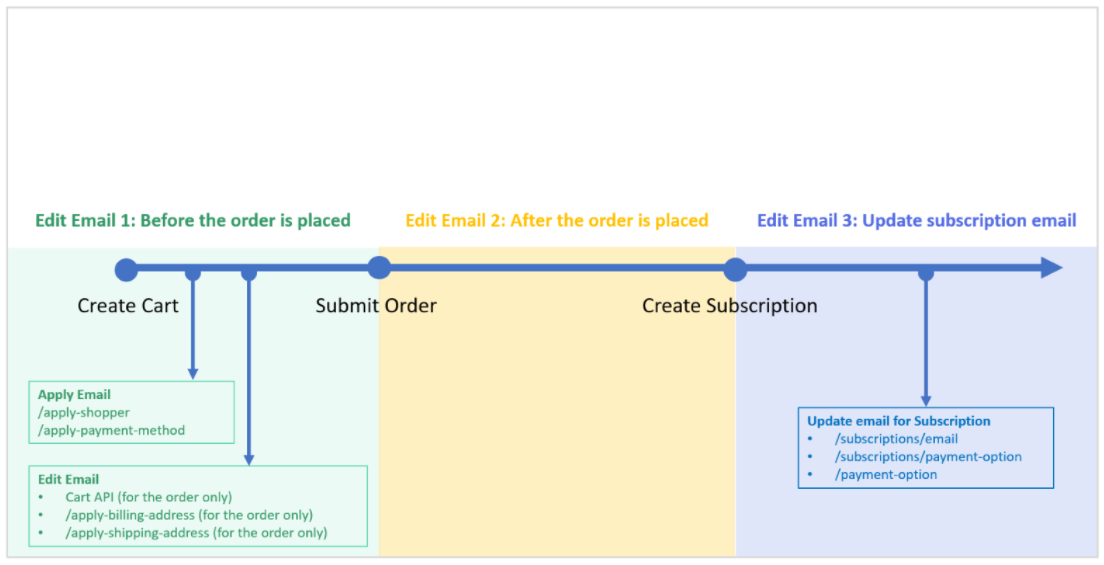 Edit Email 1: Before the order is placed
Edit Email 2: After the order is placed
Edit Email 3: Update subscription email
Create Cart
Submit Order
Create Subscription
Apply Email
/apply-shopper
/apply-payment-method
Edit Email
• Cart API (for the order only)
• /apply-billing-address (for the order only)
• /apply-shipping-address (for the order only)
Update email for Subscription
• /subscriptions/email
• /subscriptions/payment-option
• /payment-option